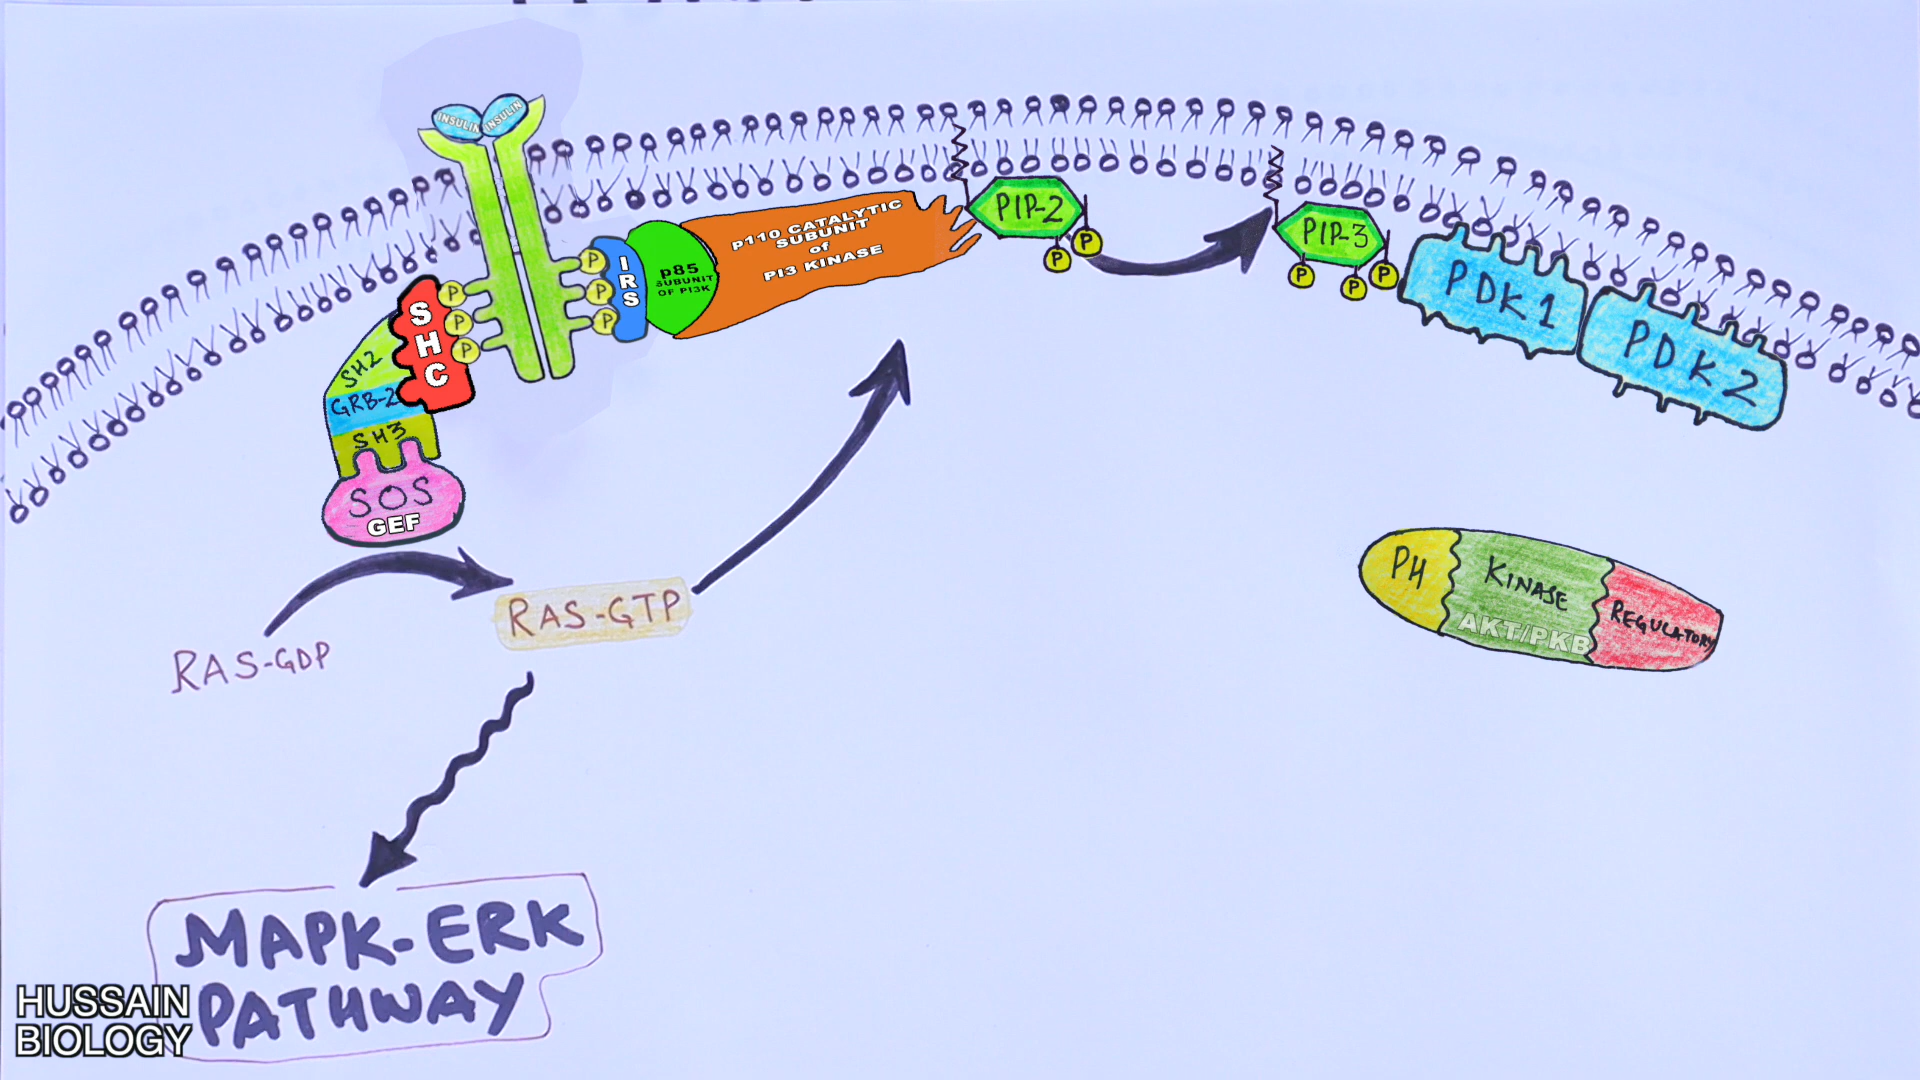 INSULIN
INSULIN
PIP-2
P
P
PIP-3
P
P
P
PDK1
PDK2
p110 CATALYTIC
SUBUNIT
of
PI3 KINASE
p85
SUBUNIT
OF PI3K
IRS
P
P
P
P
P
P
SHC
SH2
GRB-2
SH3
SOS
GEF
RAS-GDP
RAS-GTP
PH
KINASE
AKT/PKB
REGULATORY
MAPK-ERK
PATHWAY
HUSSAIN
BIOLOGY